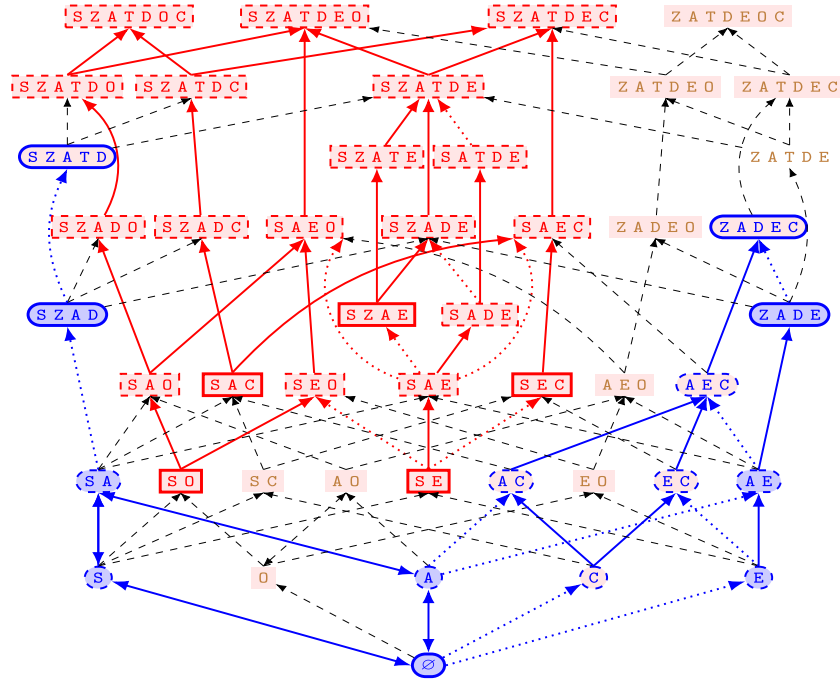 SZATDOC SZATDEO SZATDEC ZATDEOC
SZATDO SZATDC SZATDE ZATDEO ZATDEC
SZATD SZATE SATDE ZATDE
SZADO SZADC SAEO SZADE SAEC ZADEO ZADEC
SZAD SZAE SADE ZADE
SAO SAC SEO SAE SEC AEO AEC
SA SO SC AO SE AC EO EC AE
S O A C E
∅